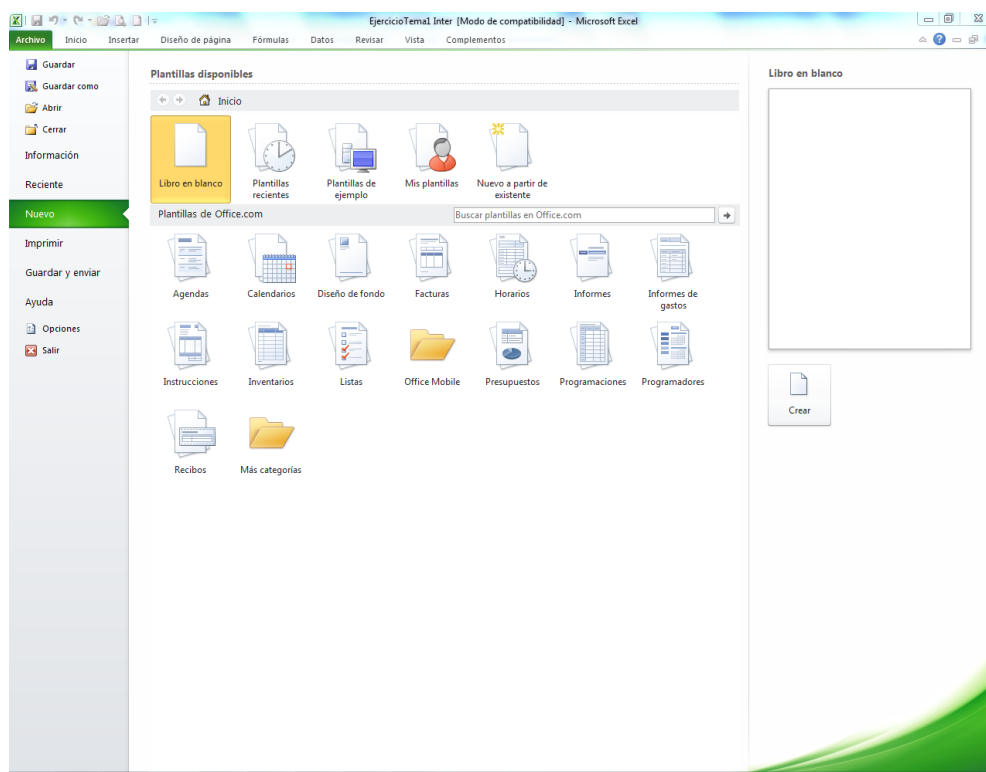 EjercicioTema1 Inter [Modo de compatibilidad] - Microsoft Excel
Archivo Inicio Insertar Diseño de página Fórmulas Datos Revisar Vista Complementos
Guardar
Guardar como
Abrir
Cerrar
Información
Reciente
Nuevo
Imprimir
Guardar y enviar
Ayuda
Opciones
Salir
Plantillas disponibles
Inicio
Libro en blanco
Plantillas recientes
Plantillas de ejemplo
Mis plantillas
Nuevo a partir de existente
Plantillas de Office.com
Buscar plantillas en Office.com
Agendas
Calendarios
Diseño de fondo
Facturas
Horarios
Informes
Informes de gastos
Instrucciones
Inventarios
Listas
Office Mobile
Presupuestos
Programaciones
Programadores
Recibos
Más categorías
Libro en blanco
Crear